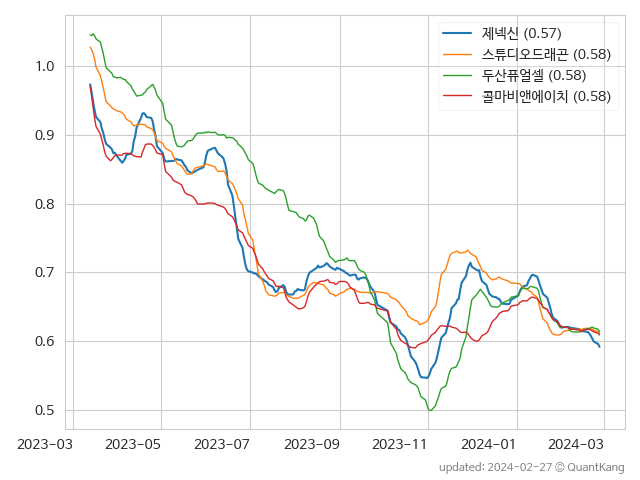 제넥신 (0.57)
스튜디오드래곤 (0.58)
두산퓨얼셀 (0.58)
콜마비앤에이치 (0.58)
1.0
0.9
0.8
0.7
0.6
0.5
2023-03 2023-05 2023-07 2023-09 2023-11 2024-01 2024-03
updated: 2024-02-27 © QuantKang